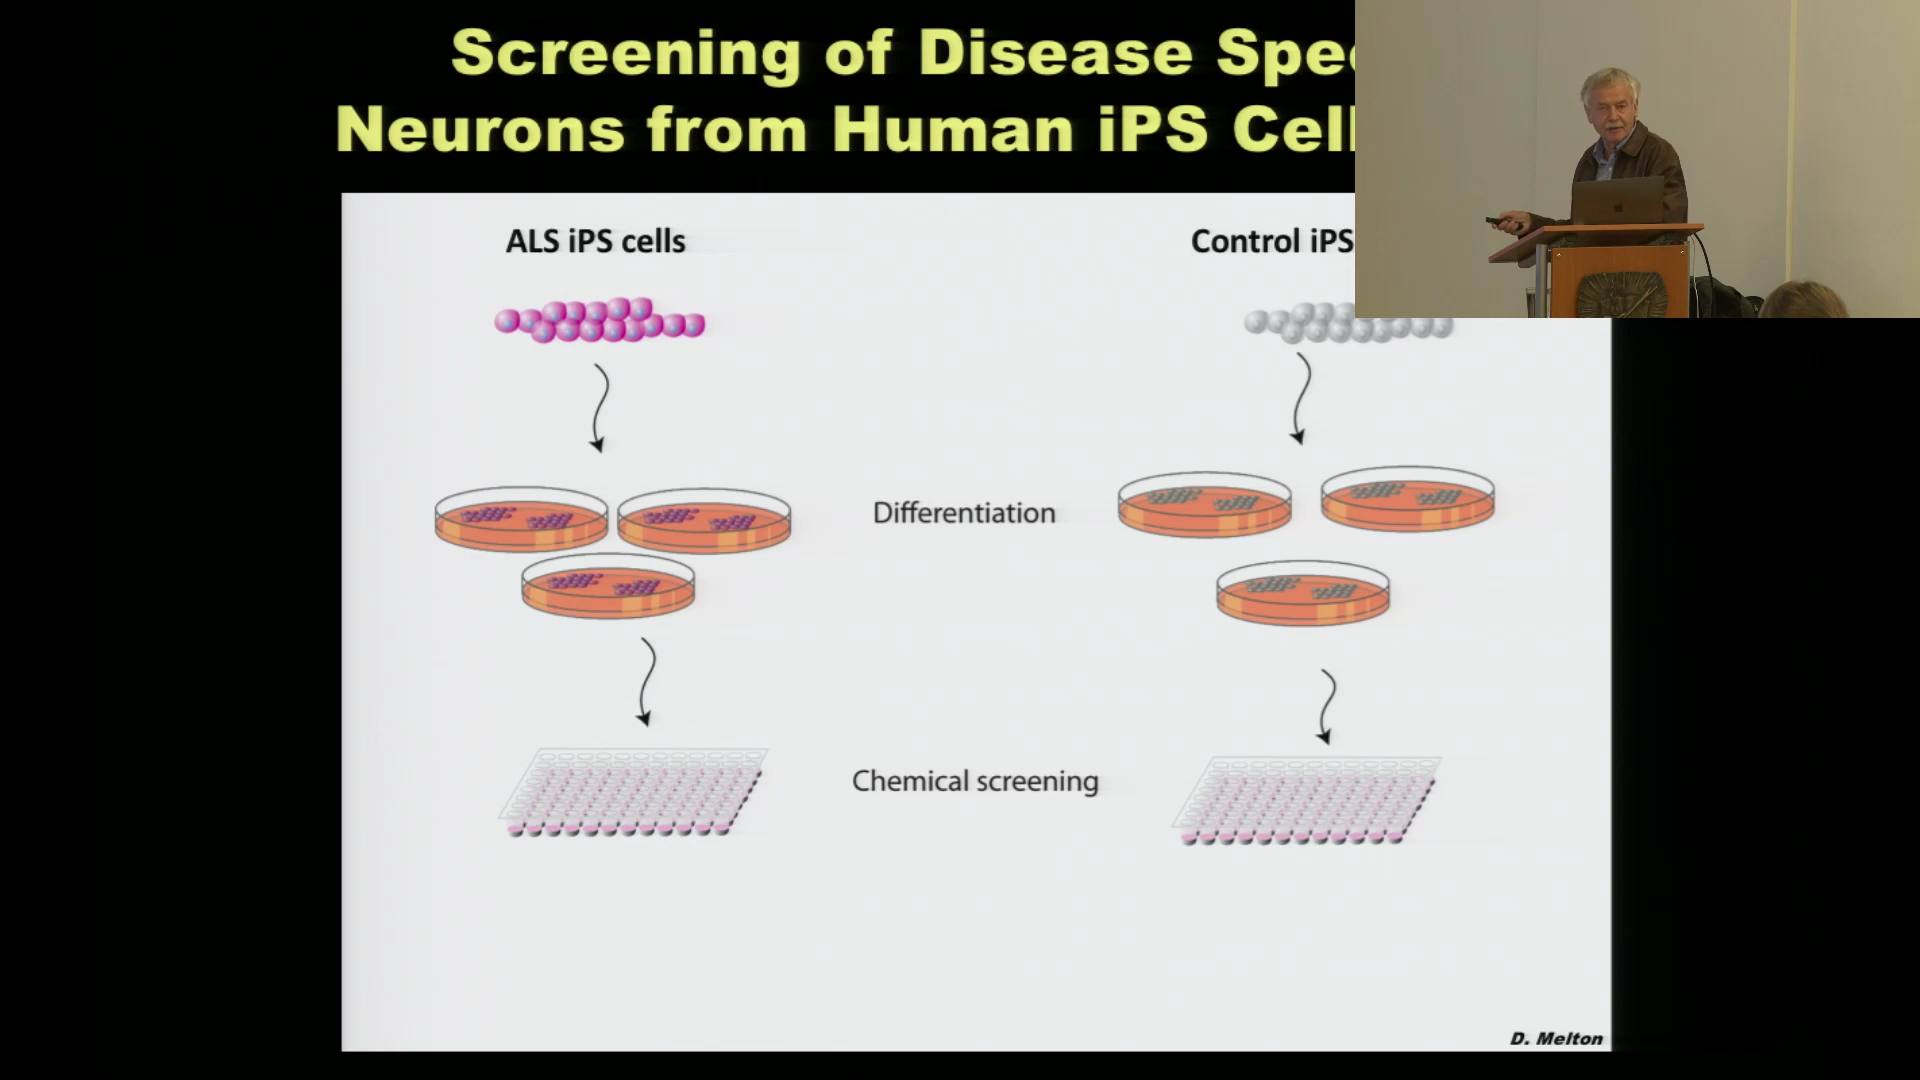 Screening of Disease Spec
Neurons from Human iPS Cell
ALS iPS cells
Control iPS
Differentiation
Chemical screening
D. Melton